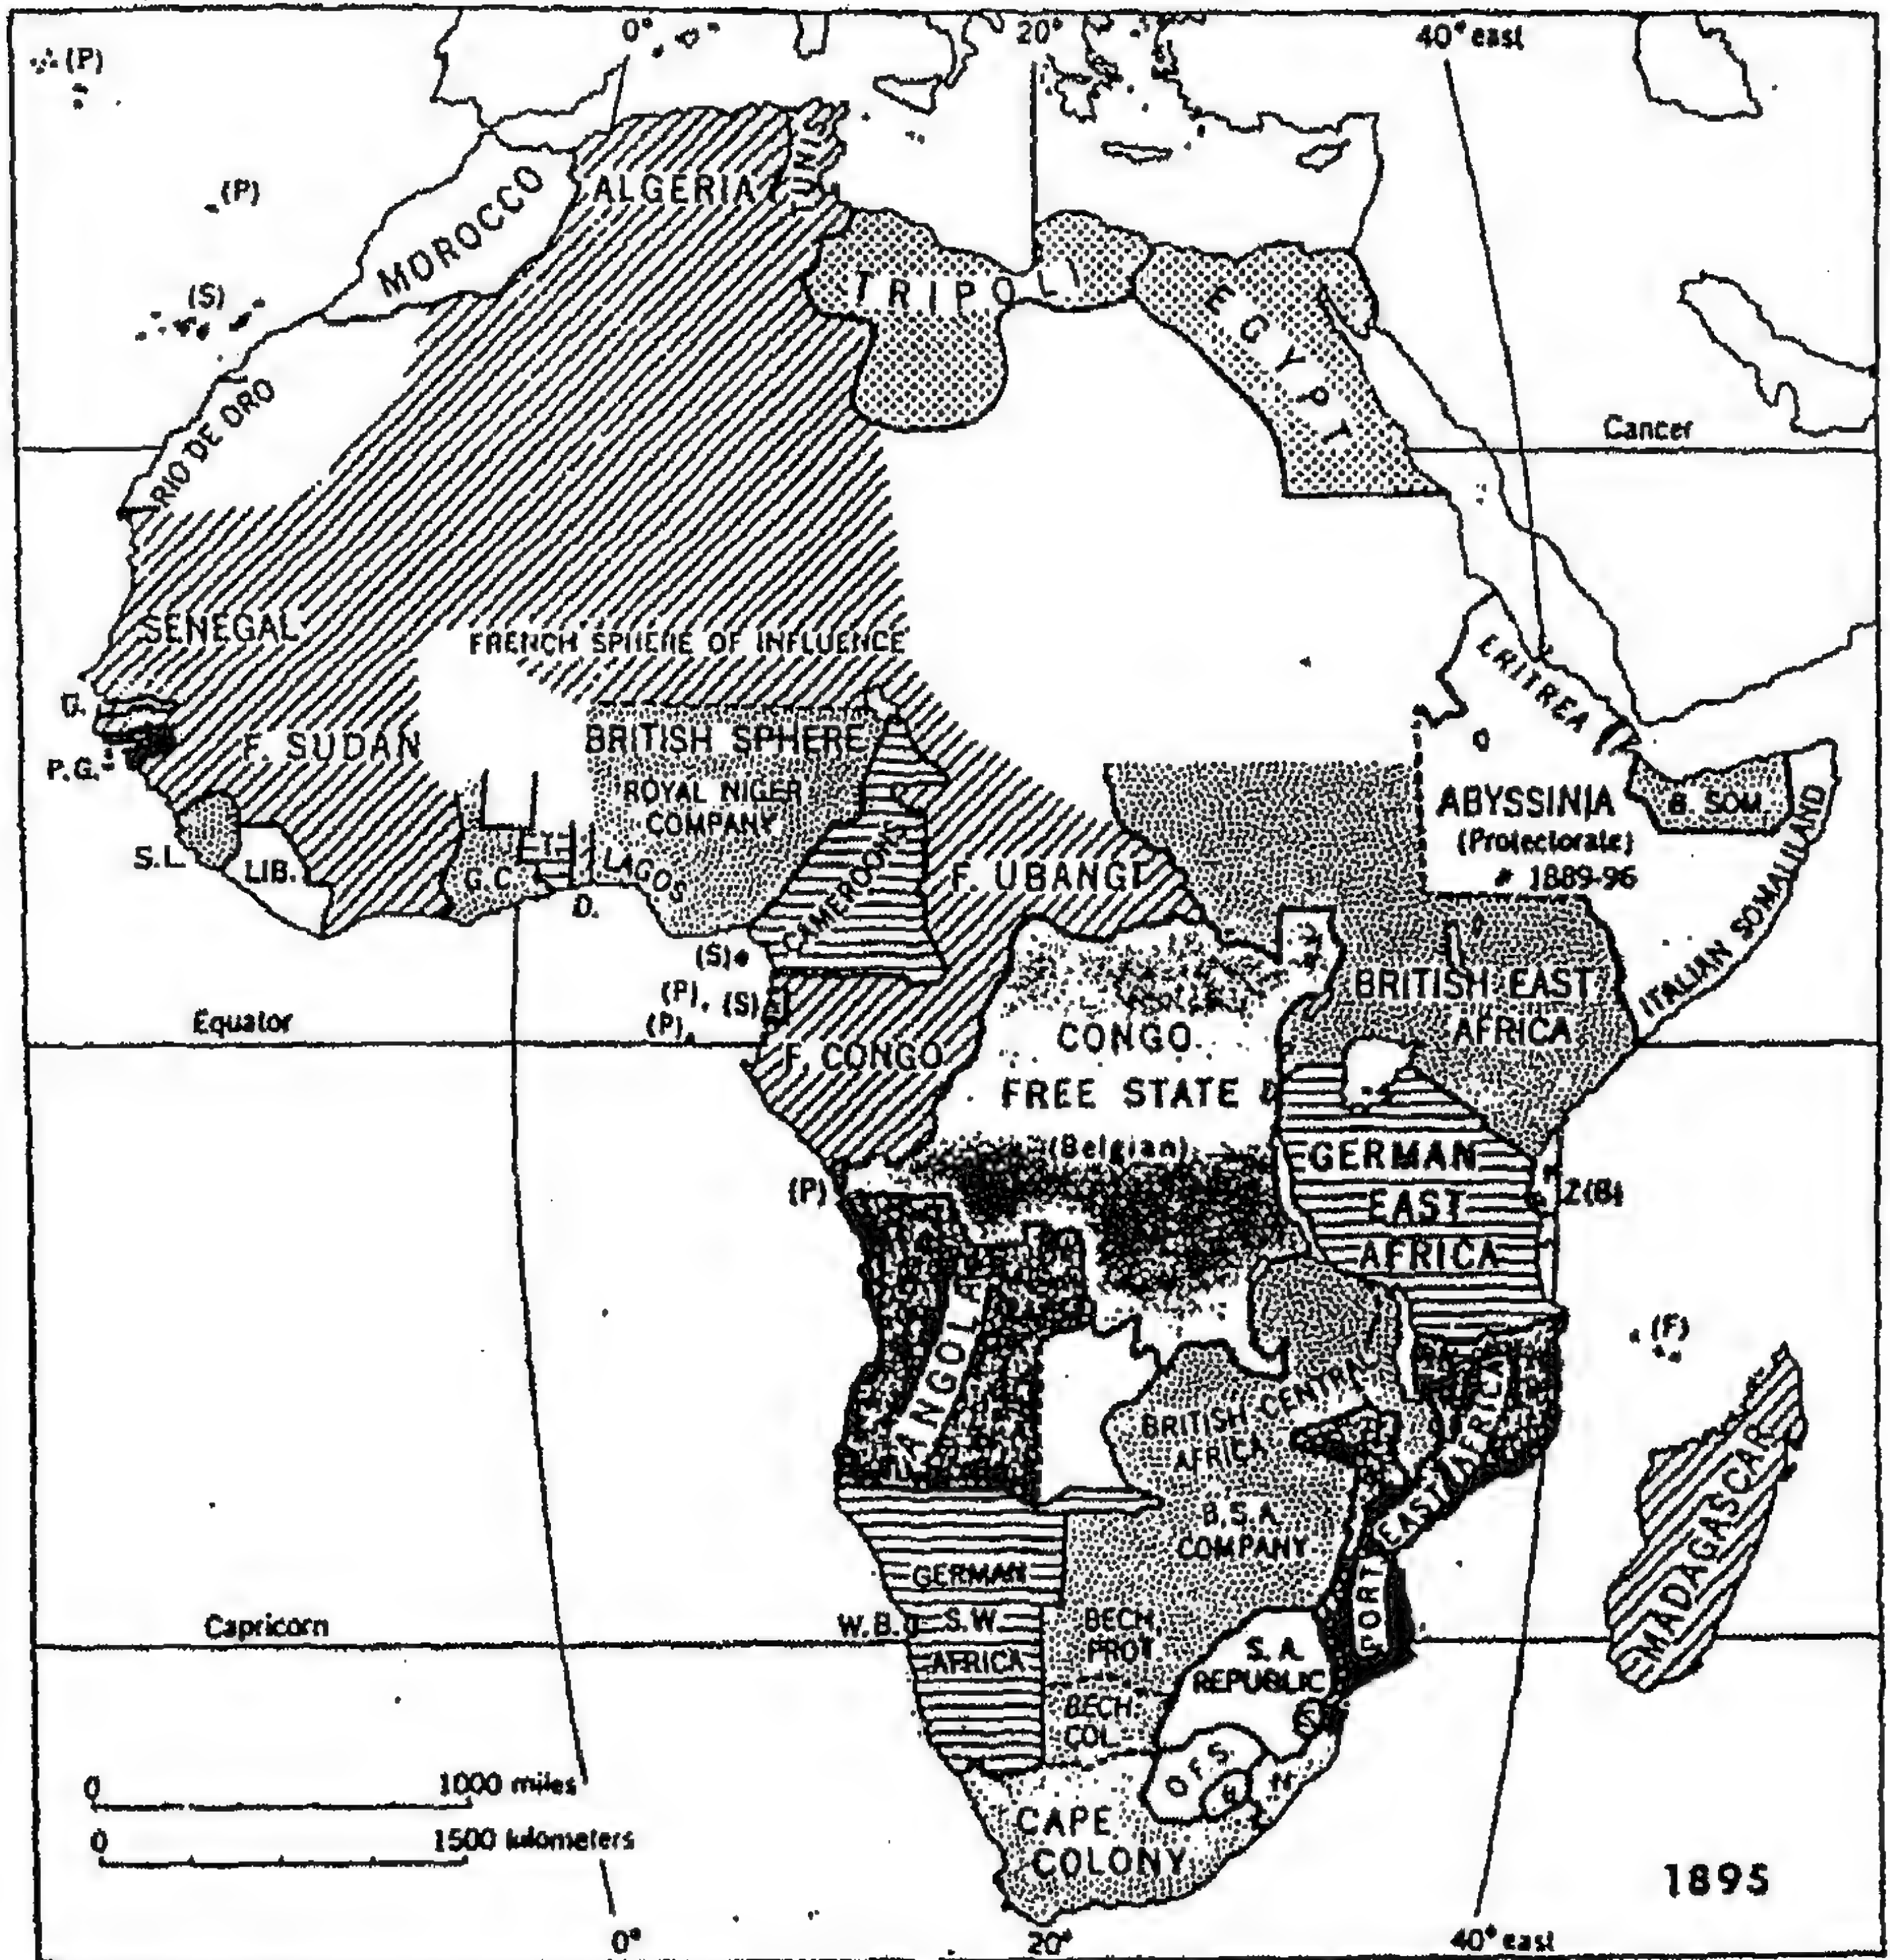 0°
20°
40° east
(P)
(P)
(S)
TUNIS
ALGERIA
MOROCCO
TRIPOLI
EGYPT
RIO DE ORO
Cancer
SENEGAL
FRENCH SPHERE OF INFLUENCE
ERITREA
G.
P.G.
F. SUDAN
BRITISH SPHERE
ROYAL NIGER
COMPANY
ABYSSINIA
(Protectorate)
1889-96
B. SOM.
ITALIAN SOMALILAND
S.L.
LIB.
G.C.
T.
LAGOS
D.
CAMEROONS
F. UBANGI
(S)
(P)
(S)
(P)
BRITISH EAST
AFRICA
Equator
F. CONGO
CONGO
FREE STATE
(Belgian)
GERMAN
EAST
AFRICA
(P)
Z(B)
ANGOLA
(F)
BRITISH CENTRAL
AFRICA
B.S.A.
COMPANY
PORT.
EAST AFRICA
MADAGASCAR
GERMAN
S.W.
AFRICA
W.B.
Capricorn
BECH.
PROT
BECH.
COL.
S. A.
REPUBLIC
S
O F S.
B
N
CAPE
COLONY
0
1000 miles
0
1500 kilometers
1895
0°
20°
40° east